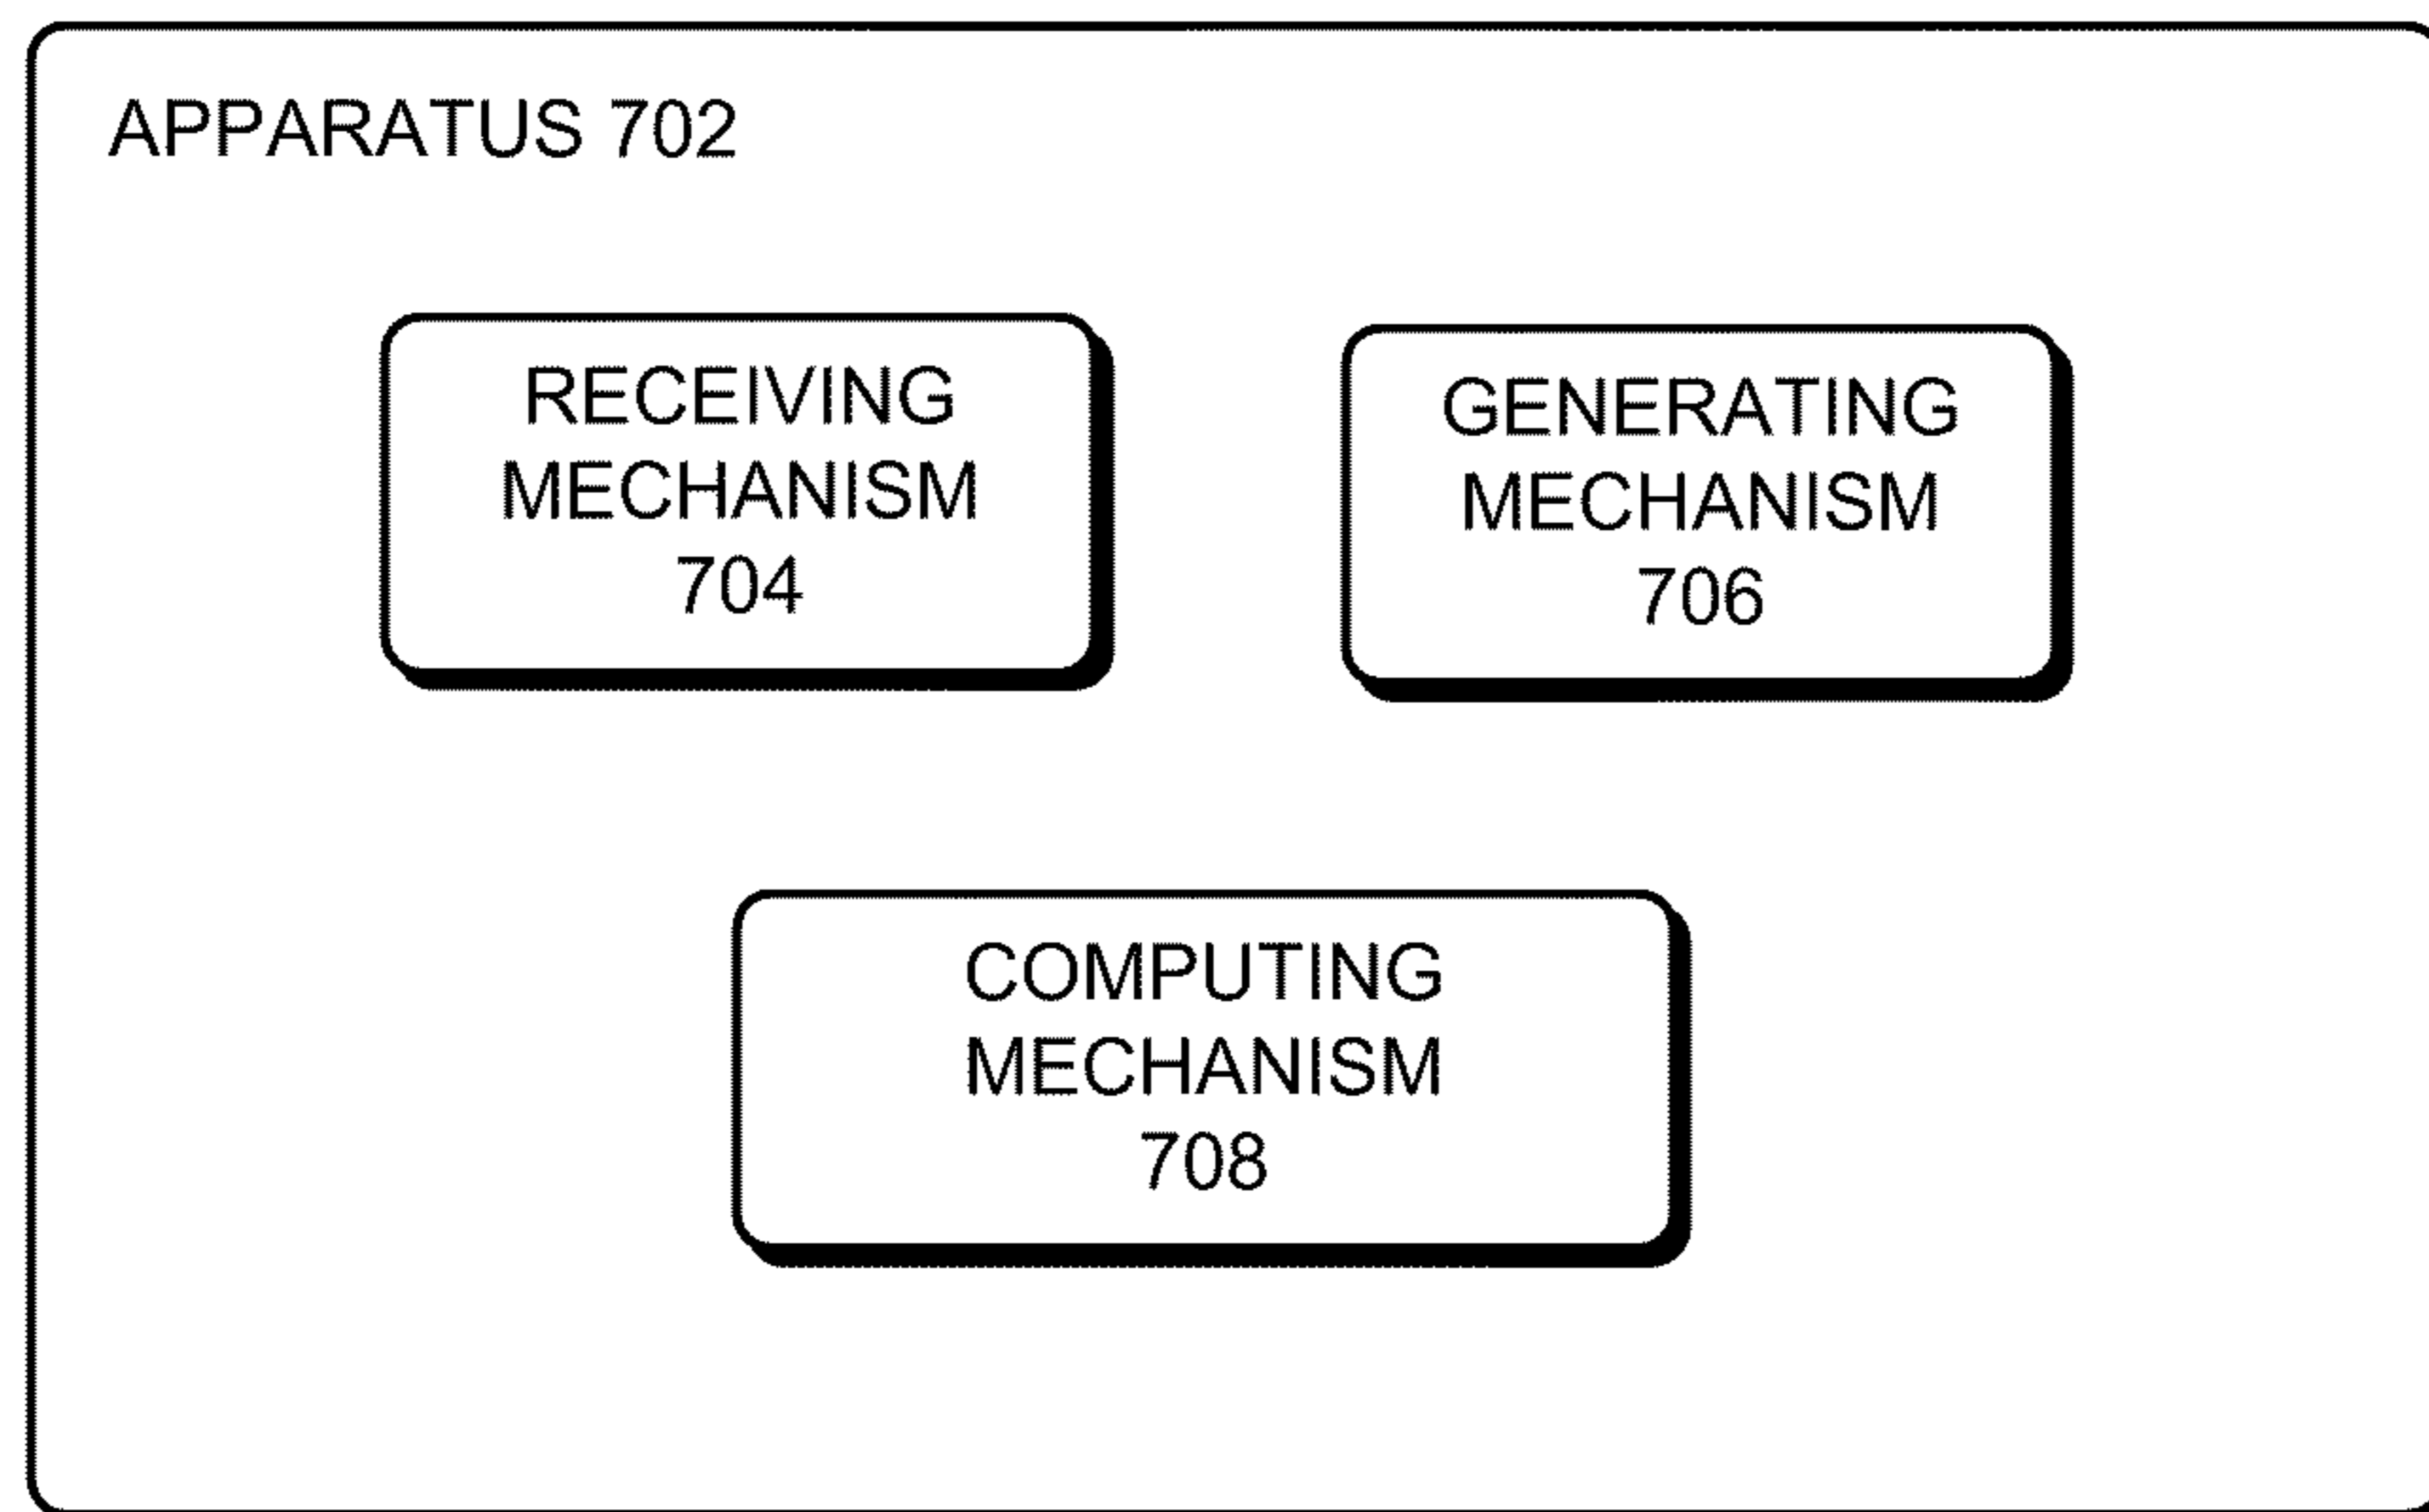 APPARATUS 702
RECEIVING
MECHANISM
704
GENERATING
MECHANISM
706
COMPUTING
MECHANISM
708